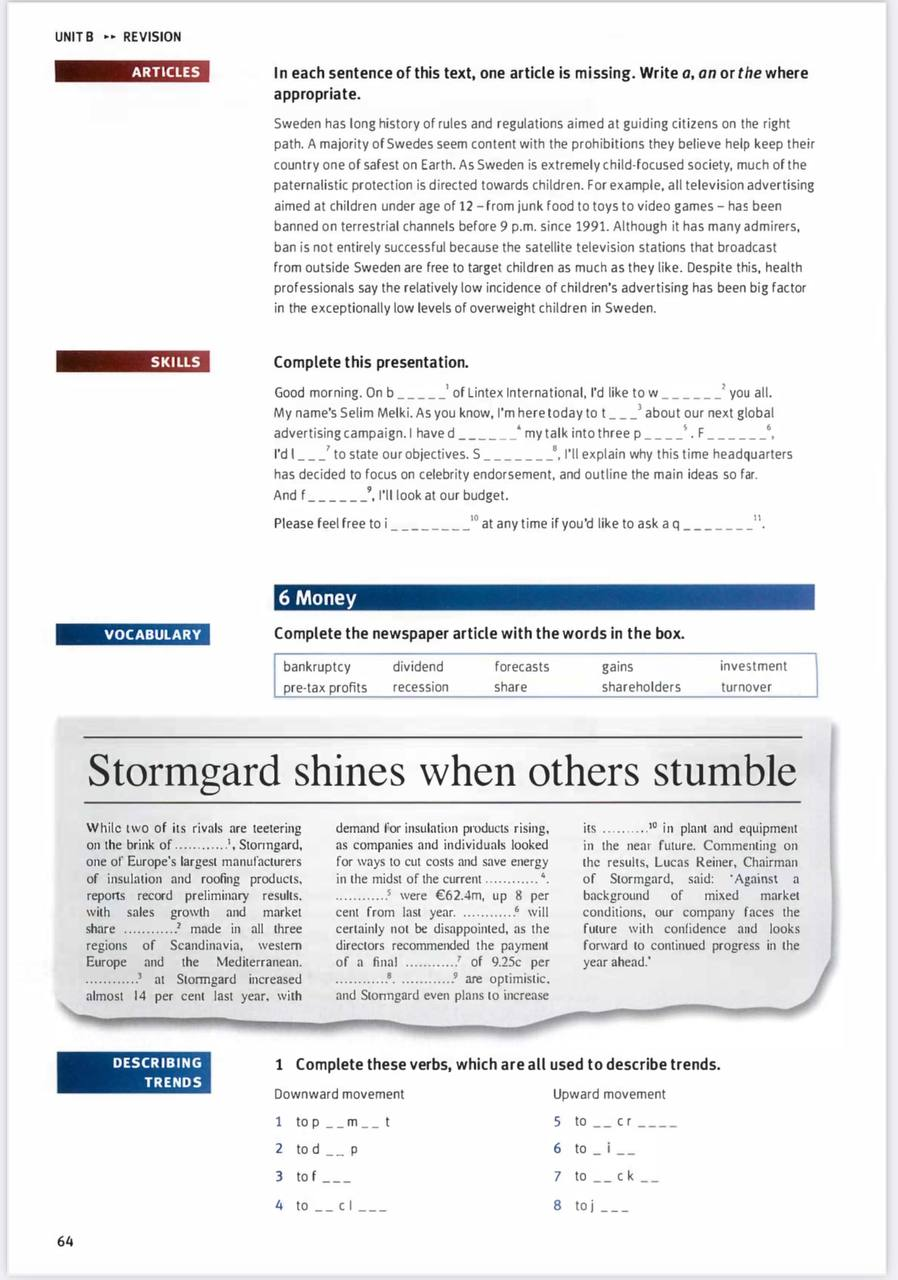 UNIT B ▸▸ REVISION
ARTICLES
In each sentence of this text, one article is missing. Write a, an or the where
appropriate.
Sweden has long history of rules and regulations aimed at guiding citizens on the right
path. A majority of Swedes seem content with the prohibitions they believe help keep their
country one of safest on Earth. As Sweden is extremely child-focused society, much of the
paternalistic protection is directed towards children. For example, all television advertising
aimed at children under age of 12 – from junk food to toys to video games – has been
banned on terrestrial channels before 9 p.m. since 1991. Although it has many admirers,
ban is not entirely successful because the satellite television stations that broadcast
from outside Sweden are free to target children as much as they like. Despite this, health
professionals say the relatively low incidence of children's advertising has been big factor
in the exceptionally low levels of overweight children in Sweden.
SKILLS
Complete this presentation.
Good morning. On b _ _ _ _ _ ¹ of Lintex International, I'd like to w _ _ _ _ _ _ ² you all.
My name's Selim Melki. As you know, I'm here today to t _ _ _ ³ about our next global
advertising campaign. I have d _ _ _ _ _ _ ⁴ my talk into three p _ _ _ _ ⁵. F _ _ _ _ _ _ ⁶,
I'd l _ _ _ ⁷ to state our objectives. S _ _ _ _ _ _ _ ⁸, I'll explain why this time headquarters
has decided to focus on celebrity endorsement, and outline the main ideas so far.
And f _ _ _ _ _ _ ⁹, I'll look at our budget.
Please feel free to i _ _ _ _ _ _ _ _ ¹⁰ at any time if you'd like to ask a q _ _ _ _ _ _ _ ¹¹.
6 Money
VOCABULARY
Complete the newspaper article with the words in the box.
bankruptcy dividend forecasts gains investment
pre-tax profits recession share shareholders turnover
Stormgard shines when others stumble
While two of its rivals are teetering
on the brink of ............¹, Stormgard,
one of Europe's largest manufacturers
of insulation and roofing products,
reports record preliminary results,
with sales growth and market
share ............² made in all three
regions of Scandinavia, western
Europe and the Mediterranean.
............³ at Stormgard increased
almost 14 per cent last year, with
demand for insulation products rising,
as companies and individuals looked
for ways to cut costs and save energy
in the midst of the current ............⁴.
............⁵ were €62.4m, up 8 per
cent from last year. ............⁶ will
certainly not be disappointed, as the
directors recommended the payment
of a final ............⁷ of 9.25c per
............⁸. ............⁹ are optimistic,
and Stormgard even plans to increase
its ..........¹⁰ in plant and equipment
in the near future. Commenting on
the results, Lucas Reiner, Chairman
of Stormgard, said: 'Against a
background of mixed market
conditions, our company faces the
future with confidence and looks
forward to continued progress in the
year ahead.'
DESCRIBING
TRENDS
1 Complete these verbs, which are all used to describe trends.
Downward movement
1 to p _ _ m _ _ t
2 to d _ _ p
3 to f _ _ _
4 to _ _ c l _ _ _
Upward movement
5 to _ _ c r _ _ _ _
6 to _ i _ _
7 to _ _ c k _ _
8 to j _ _ _
64